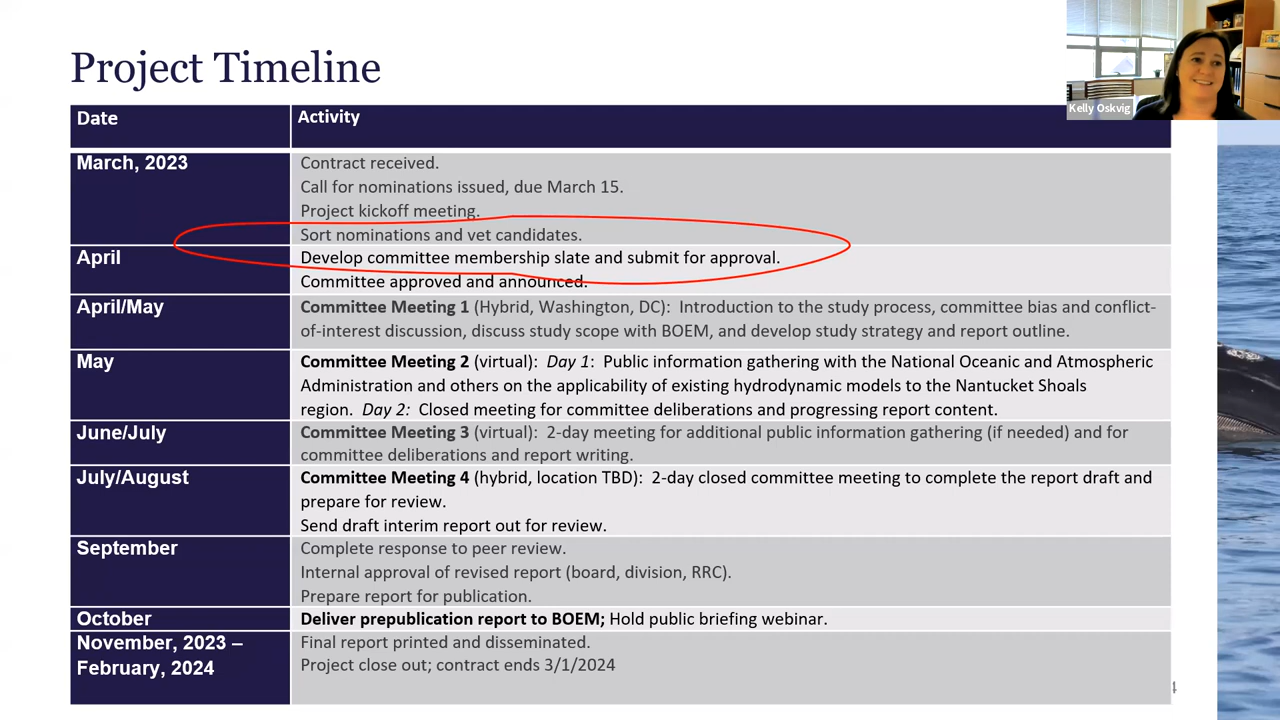 Project Timeline
Kelly Oskvig
Date
Activity
March, 2023
Contract received.
Call for nominations issued, due March 15.
Project kickoff meeting.
Sort nominations and vet candidates.
April
Develop committee membership slate and submit for approval.
Committee approved and announced.
April/May
Committee Meeting 1 (Hybrid, Washington, DC): Introduction to the study process, committee bias and conflict-
of-interest discussion, discuss study scope with BOEM, and develop study strategy and report outline.
May
Committee Meeting 2 (virtual): Day 1: Public information gathering with the National Oceanic and Atmospheric
Administration and others on the applicability of existing hydrodynamic models to the Nantucket Shoals
region. Day 2: Closed meeting for committee deliberations and progressing report content.
June/July
Committee Meeting 3 (virtual): 2-day meeting for additional public information gathering (if needed) and for
committee deliberations and report writing.
July/August
Committee Meeting 4 (hybrid, location TBD): 2-day closed committee meeting to complete the report draft and
prepare for review.
Send draft interim report out for review.
September
Complete response to peer review.
Internal approval of revised report (board, division, RRC).
Prepare report for publication.
October
Deliver prepublication report to BOEM; Hold public briefing webinar.
November, 2023 –
February, 2024
Final report printed and disseminated.
Project close out; contract ends 3/1/2024